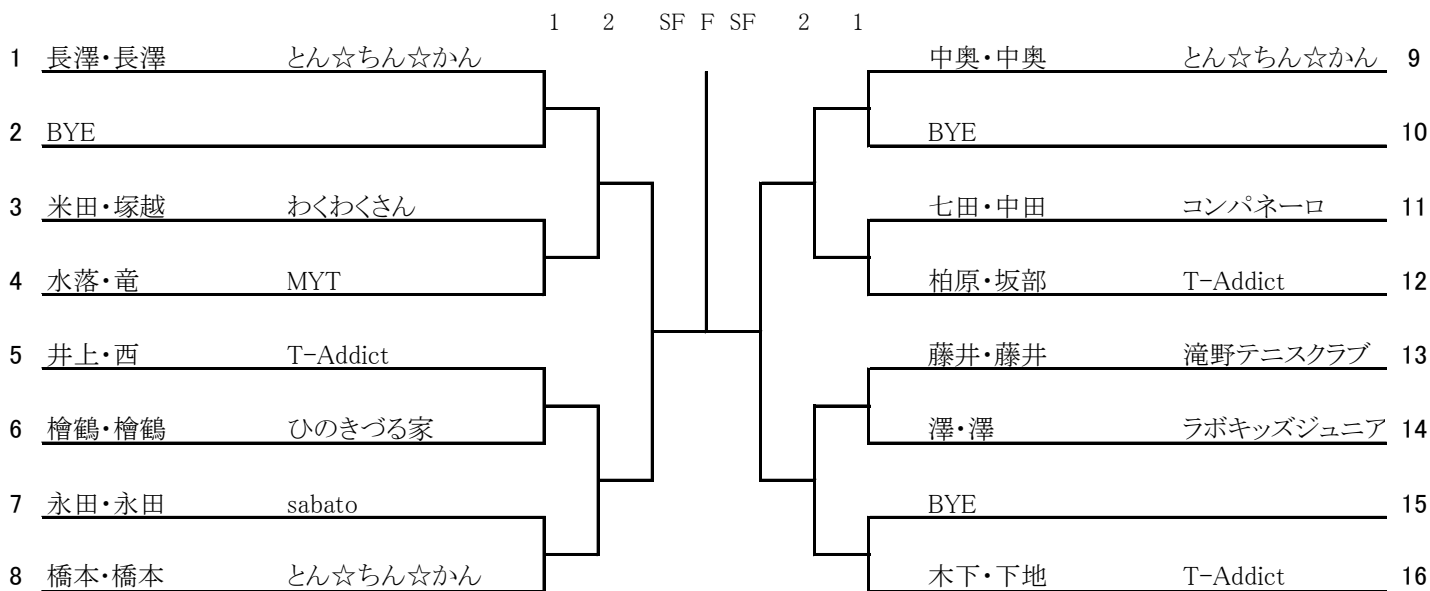 1 2 SF F SF 2 1
1 長澤・長澤 とん☆ちん☆かん 中奥・中奥 とん☆ちん☆かん 9
2 BYE BYE 10
3 米田・塚越 わくわくさん 七田・中田 コンパネーロ 11
4 水落・竜 MYT 柏原・坂部 T-Addict 12
5 井上・西 T-Addict 藤井・藤井 滝野テニスクラブ 13
6 檜鶴・檜鶴 ひのきづる家 澤・澤 ラボキッズジュニア 14
7 永田・永田 sabato BYE 15
8 橋本・橋本 とん☆ちん☆かん 木下・下地 T-Addict 16